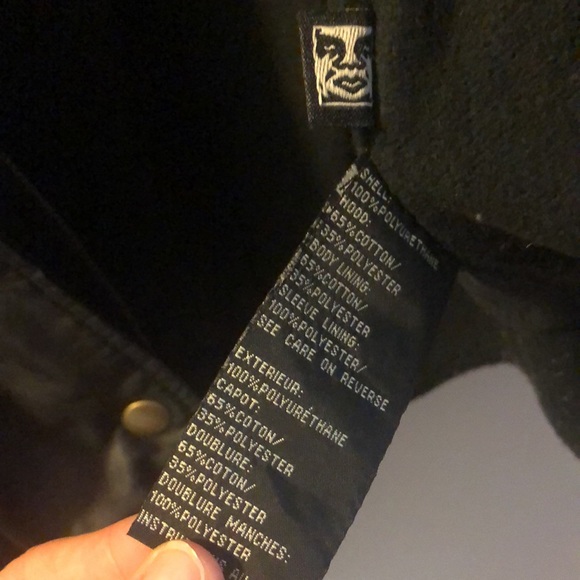 SHELL:
100%POLYURETHANE
HOOD:
65%COTTON/
35%POLYESTER
BODY LINING:
65%COTTON/
35%POLYESTER
SLEEVE LINING:
100%POLYESTER/
SEE CARE ON REVERSE
EXTERIEUR:
100%POLYURÉTHANE
CAPOT:
65%COTON/
35%POLYESTER
DOUBLURE:
65%COTON/
35%POLYESTER
DOUBLURE MANCHES:
100%POLYESTER